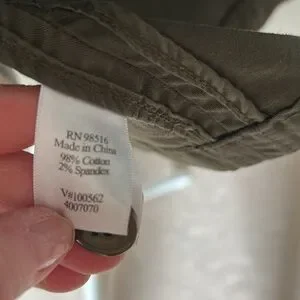 RN 98516
Made in China
98% Cotton
2% Spandex
V#100562
4007070